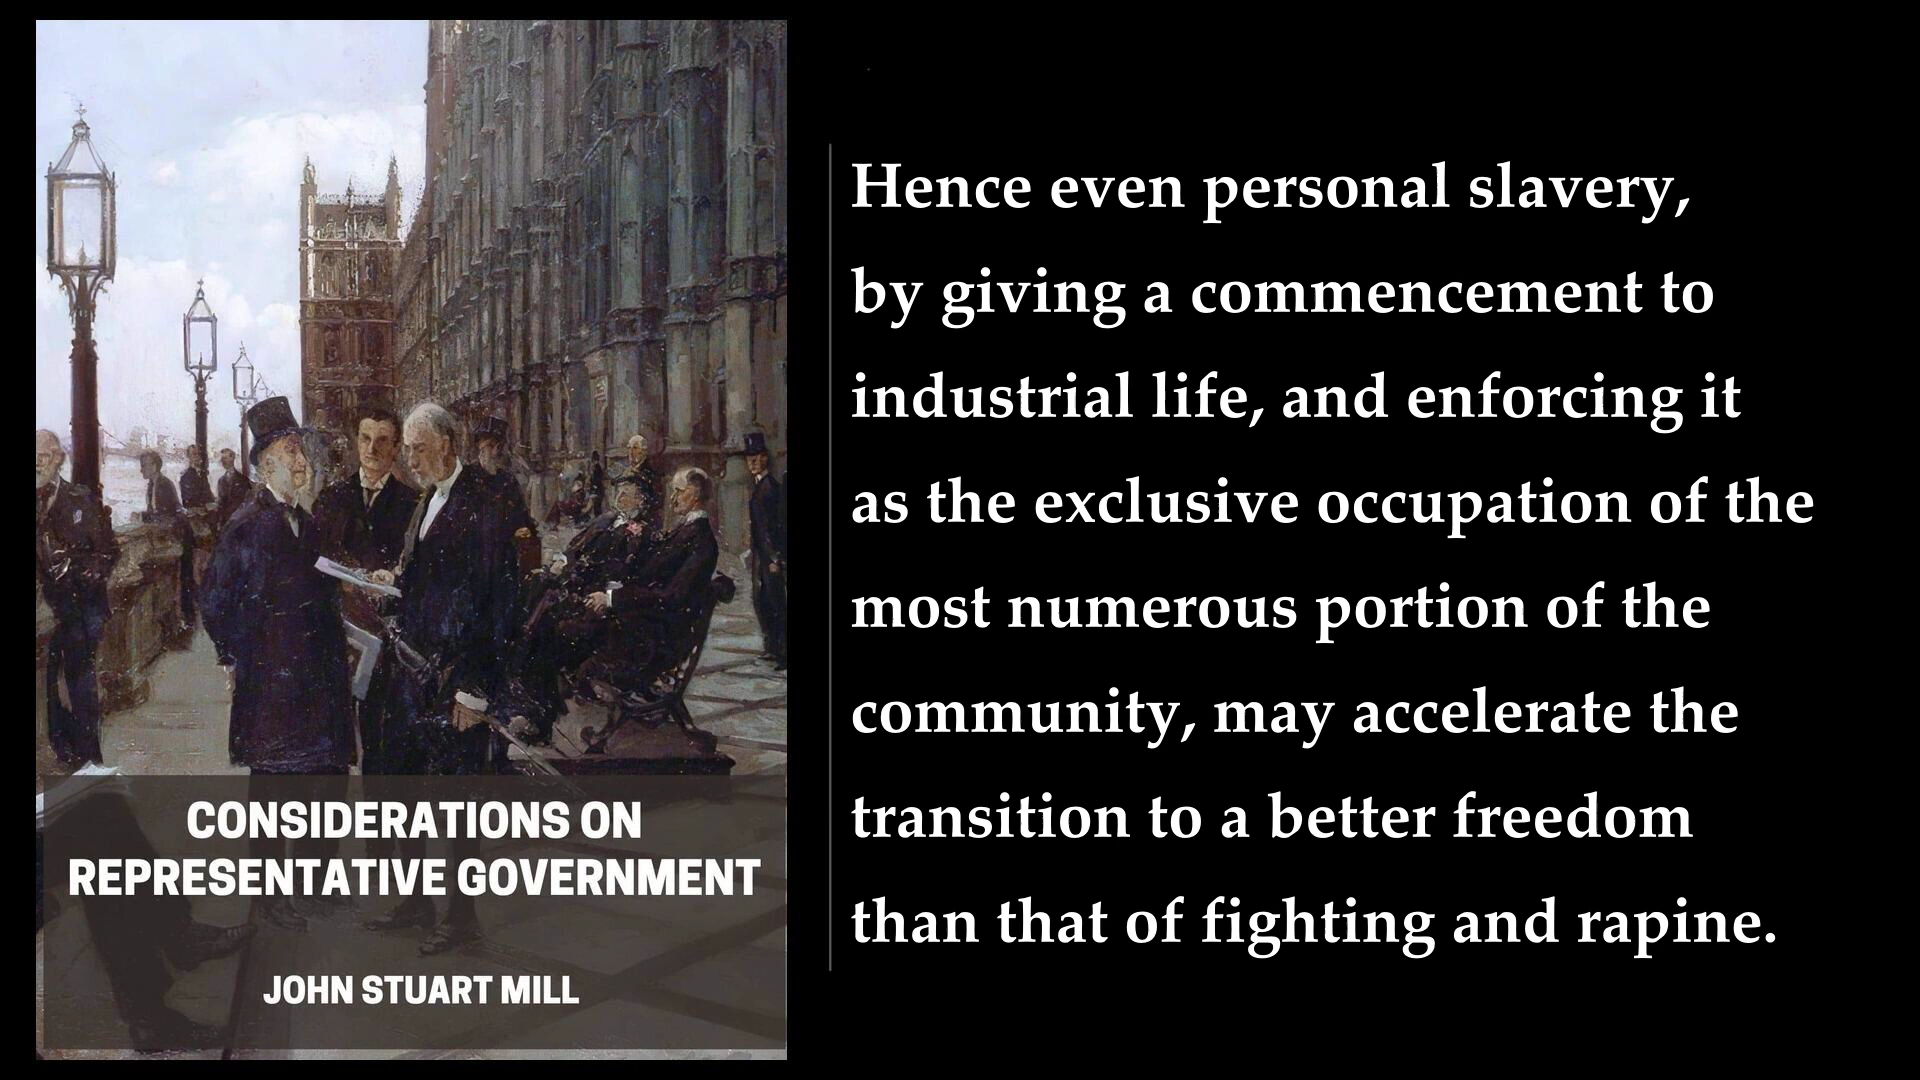 CONSIDERATIONS ON
REPRESENTATIVE GOVERNMENT
JOHN STUART MILL
Hence even personal slavery,
by giving a commencement to
industrial life, and enforcing it
as the exclusive occupation of the
most numerous portion of the
community, may accelerate the
transition to a better freedom
than that of fighting and rapine.